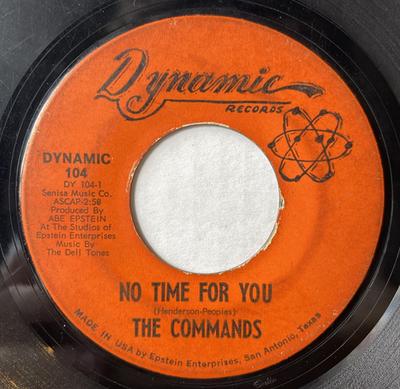 Dynamic
RECORDS
DYNAMIC
104
DY 104-1
Senisa Music Co.
ASCAP-2:58
Produced By
ABE EPSTEIN
At The Studios of
Epstein Enterprises
Music By
The Dell Tones
NO TIME FOR YOU
(Henderson-Peoples)
THE COMMANDS
MADE IN USA by Epstein Enterprises, San Antonio, Texas